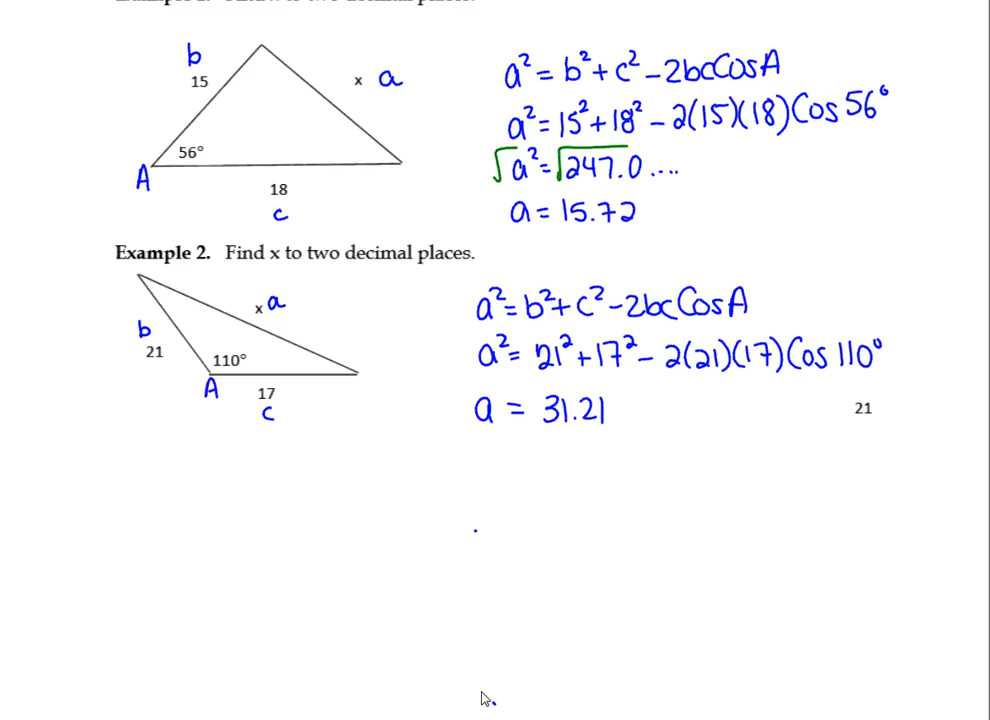 b
15
x a
56°
A
18
c
a² = b² + c² - 2bcCosA
a² = 15² + 18² - 2(15)(18) Cos 56°
√a² = √247.0 ....
a = 15.72
Example 2. Find x to two decimal places.
x a
b
21
110°
A
17
c
a² = b² + c² - 2bc CosA
a² = 21² + 17² - 2(21)(17) Cos 110°
a = 31.21
21